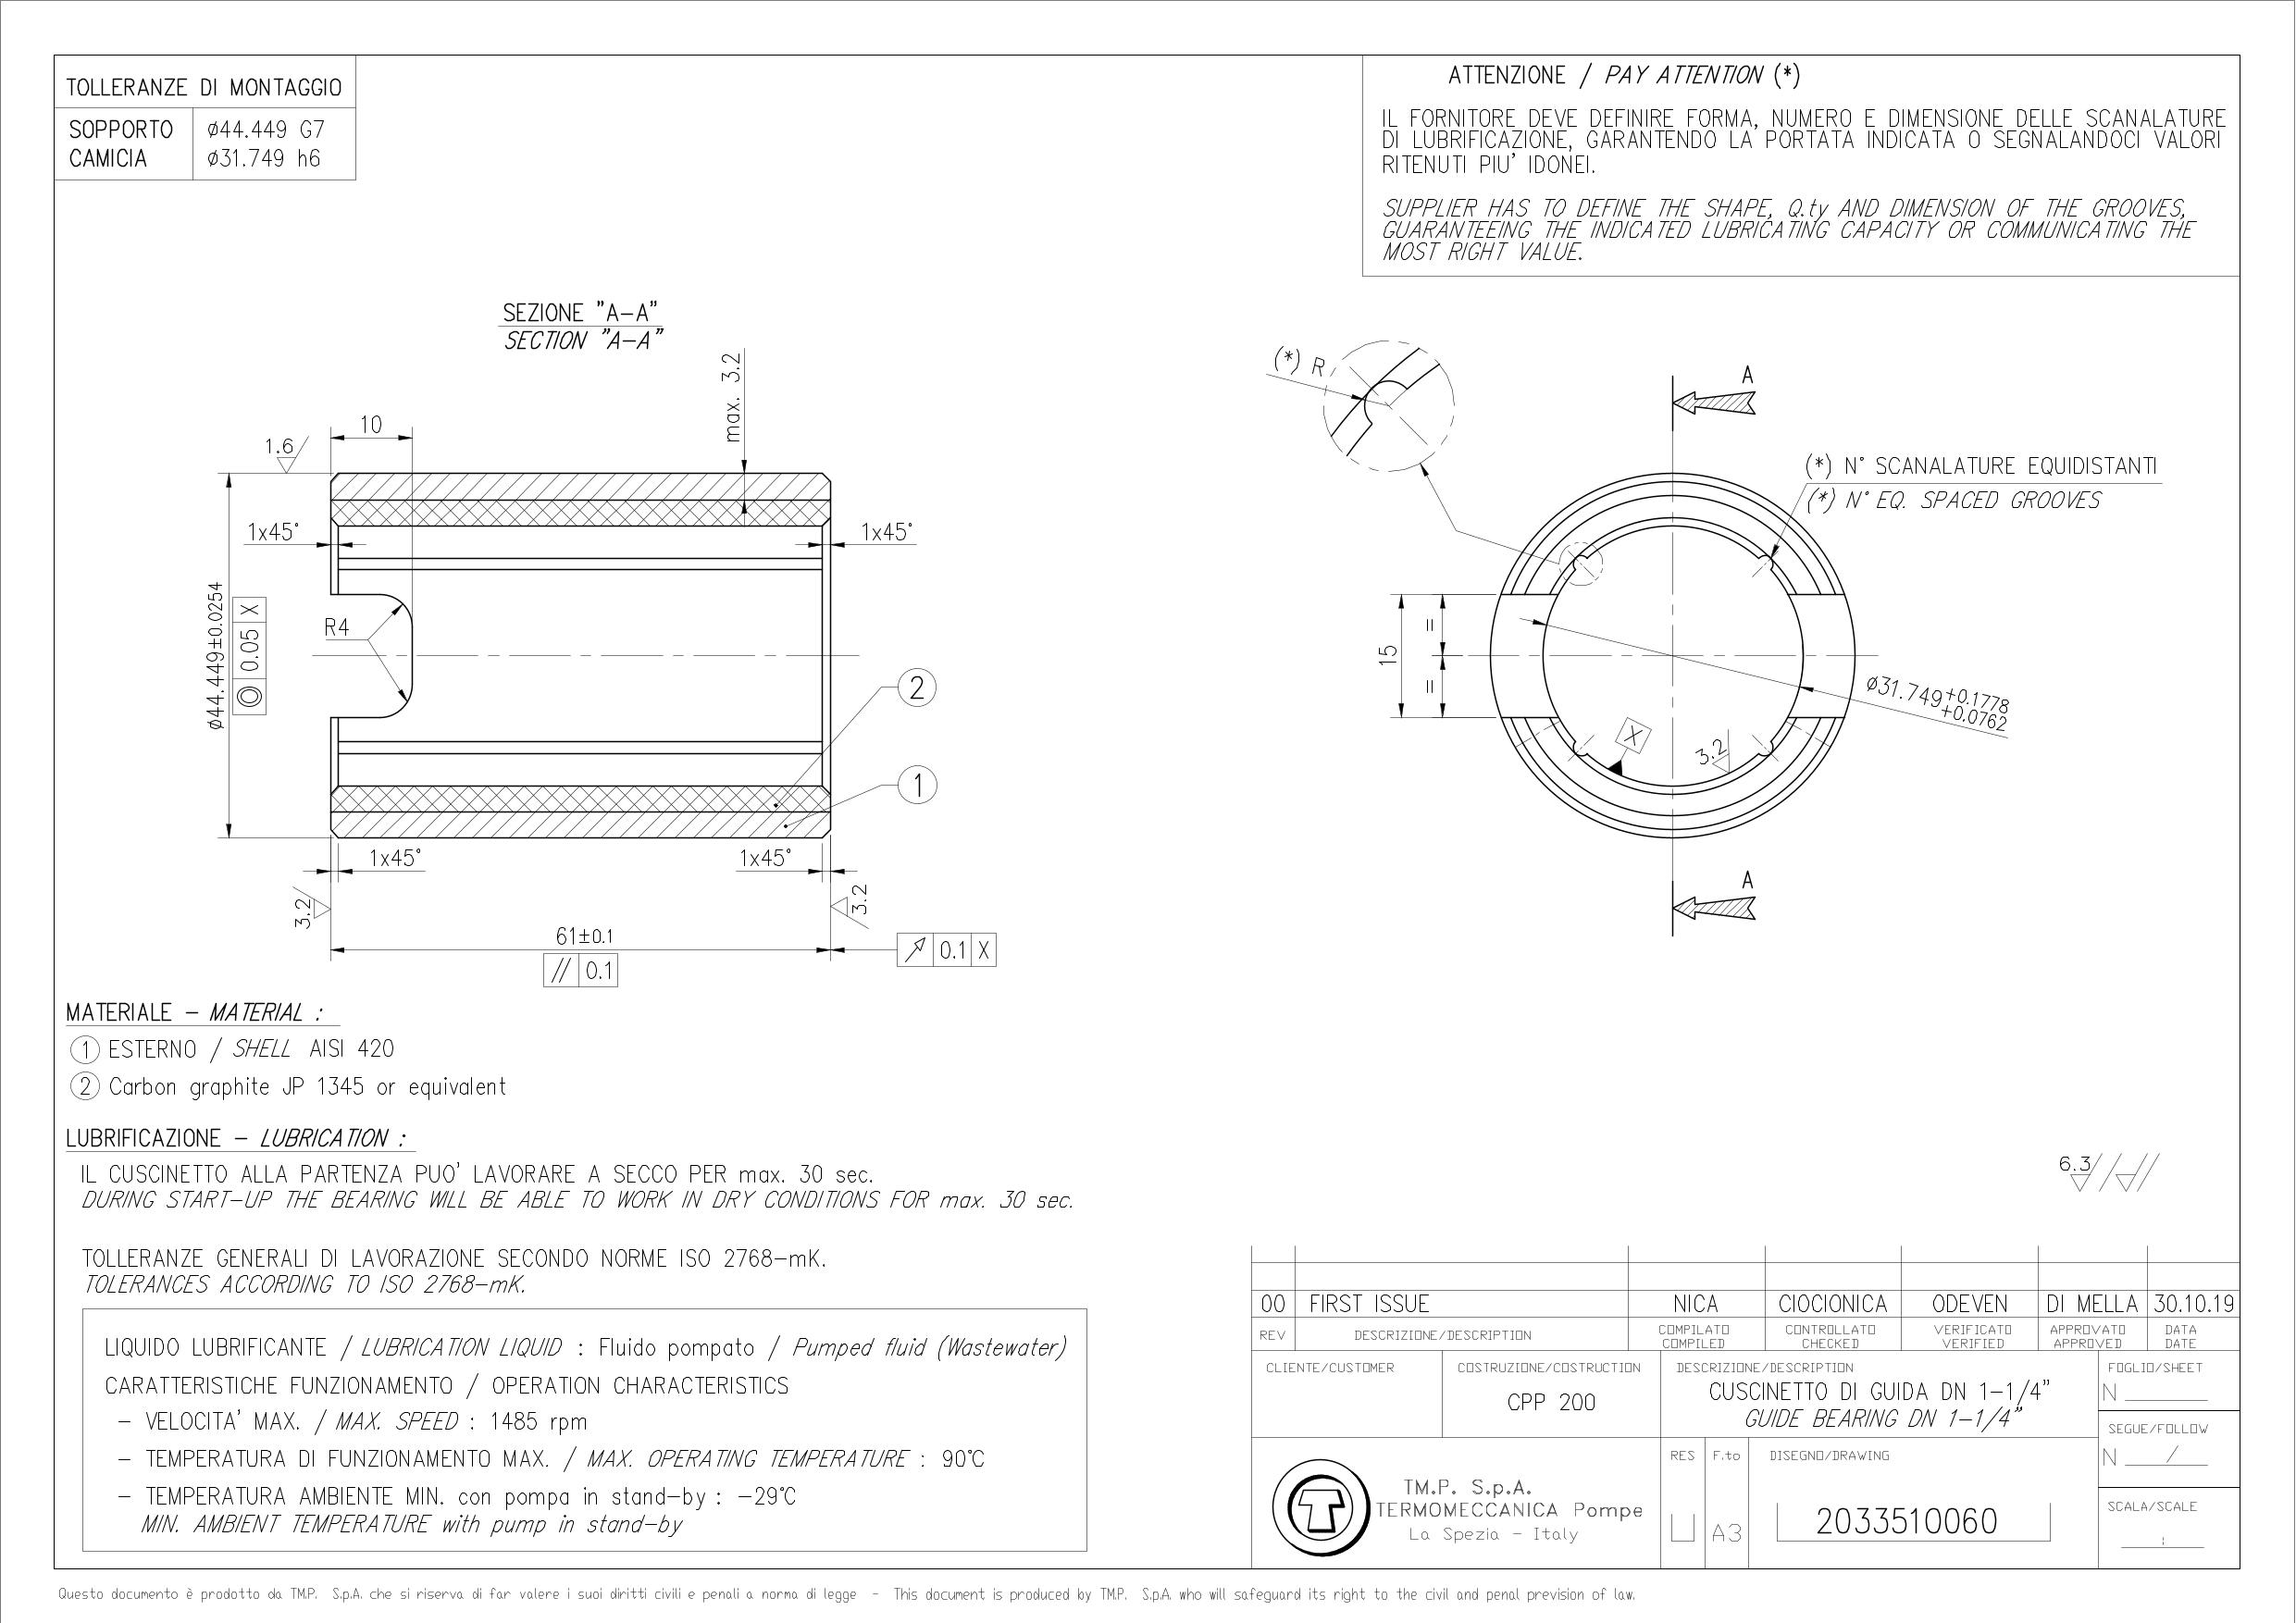 TOLLERANZE DI MONTAGGIO
SOPPORTO ø44.449 G7
CAMICIA ø31.749 h6
ATTENZIONE / PAY ATTENTION (*)
IL FORNITORE DEVE DEFINIRE FORMA, NUMERO E DIMENSIONE DELLE SCANALATURE
DI LUBRIFICAZIONE, GARANTENDO LA PORTATA INDICATA O SEGNALANDOCI VALORI
RITENUTI PIU' IDONEI.
SUPPLIER HAS TO DEFINE THE SHAPE, Q.ty AND DIMENSION OF THE GROOVES,
GUARANTEEING THE INDICATED LUBRICATING CAPACITY OR COMMUNICATING THE
MOST RIGHT VALUE.
SEZIONE "A-A"
SECTION "A-A"
max. 3.2
10
1.6
1x45°
1x45°
ø44.449±0.0254
0.05 X
R4
2
1
1x45°
1x45°
3.2
3.2
61±0.1
// 0.1
0.1 X
(*) R
A
(*) N° SCANALATURE EQUIDISTANTI
(*) N° EQ. SPACED GROOVES
15
=
=
ø31.749 +0.1778
+0.0762
X
3.2
A
MATERIALE - MATERIAL :
1 ESTERNO / SHELL AISI 420
2 Carbon graphite JP 1345 or equivalent
LUBRIFICAZIONE - LUBRICATION :
IL CUSCINETTO ALLA PARTENZA PUO' LAVORARE A SECCO PER max. 30 sec.
DURING START-UP THE BEARING WILL BE ABLE TO WORK IN DRY CONDITIONS FOR max. 30 sec.
TOLLERANZE GENERALI DI LAVORAZIONE SECONDO NORME ISO 2768-mK.
TOLERANCES ACCORDING TO ISO 2768-mK.
LIQUIDO LUBRIFICANTE / LUBRICATION LIQUID : Fluido pompato / Pumped fluid (Wastewater)
CARATTERISTICHE FUNZIONAMENTO / OPERATION CHARACTERISTICS
- VELOCITA' MAX. / MAX. SPEED : 1485 rpm
- TEMPERATURA DI FUNZIONAMENTO MAX. / MAX. OPERATING TEMPERATURE : 90°C
- TEMPERATURA AMBIENTE MIN. con pompa in stand-by : -29°C
MIN. AMBIENT TEMPERATURE with pump in stand-by
6.3
00 FIRST ISSUE NICA CIOCIONICA ODEVEN DI MELLA 30.10.19
REV DESCRIZIONE/DESCRIPTION COMPILATO CONTROLLATO VERIFICATO APPROVATO DATA
COMPILED CHECKED VERIFIED APPROVED DATE
CLIENTE/CUSTOMER COSTRUZIONE/COSTRUCTION DESCRIZIONE/DESCRIPTION FOGLIO/SHEET
CPP 200
CUSCINETTO DI GUIDA DN 1-1/4"
GUIDE BEARING DN 1-1/4"
N
SEGUE/FOLLOW
N /
T
TM.P. S.p.A.
TERMOMECCANICA Pompe
La Spezia - Italy
RES F.to DISEGNO/DRAWING
A3
2033510060
SCALA/SCALE
:
Questo documento è prodotto da TM.P. S.p.A. che si riserva di far valere i suoi diritti civili e penali a norma di legge - This document is produced by TM.P. S.p.A. who will safeguard its right to the civil and penal prevision of law.